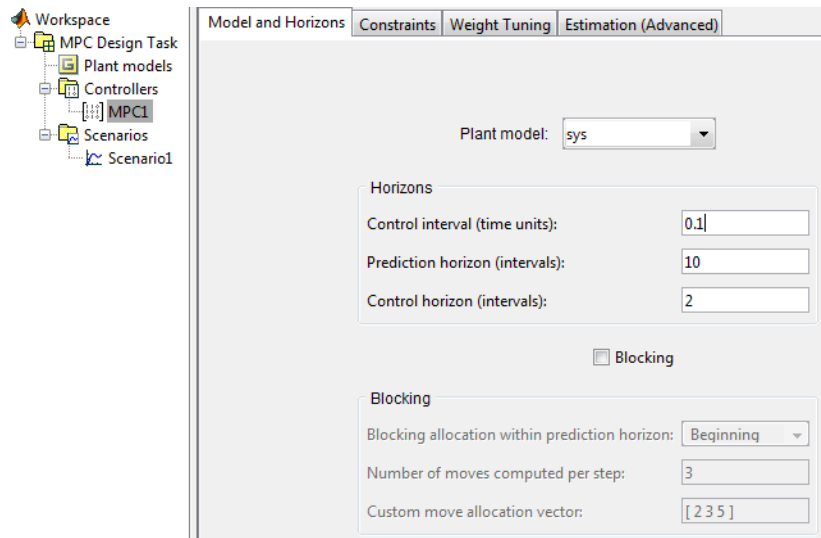 Workspace
MPC Design Task
G Plant models
Controllers
MPC1
Scenarios
Scenario1
Model and Horizons Constraints Weight Tuning Estimation (Advanced)
Plant model: sys
Horizons
Control interval (time units): 0.1
Prediction horizon (intervals): 10
Control horizon (intervals): 2
Blocking
Blocking
Blocking allocation within prediction horizon: Beginning
Number of moves computed per step: 3
Custom move allocation vector: [ 2 3 5 ]